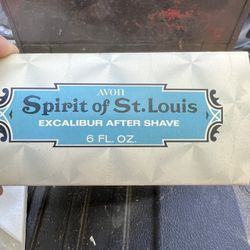 AVON
Spirit of St. Louis
EXCALIBUR AFTER SHAVE
6 FL. OZ.